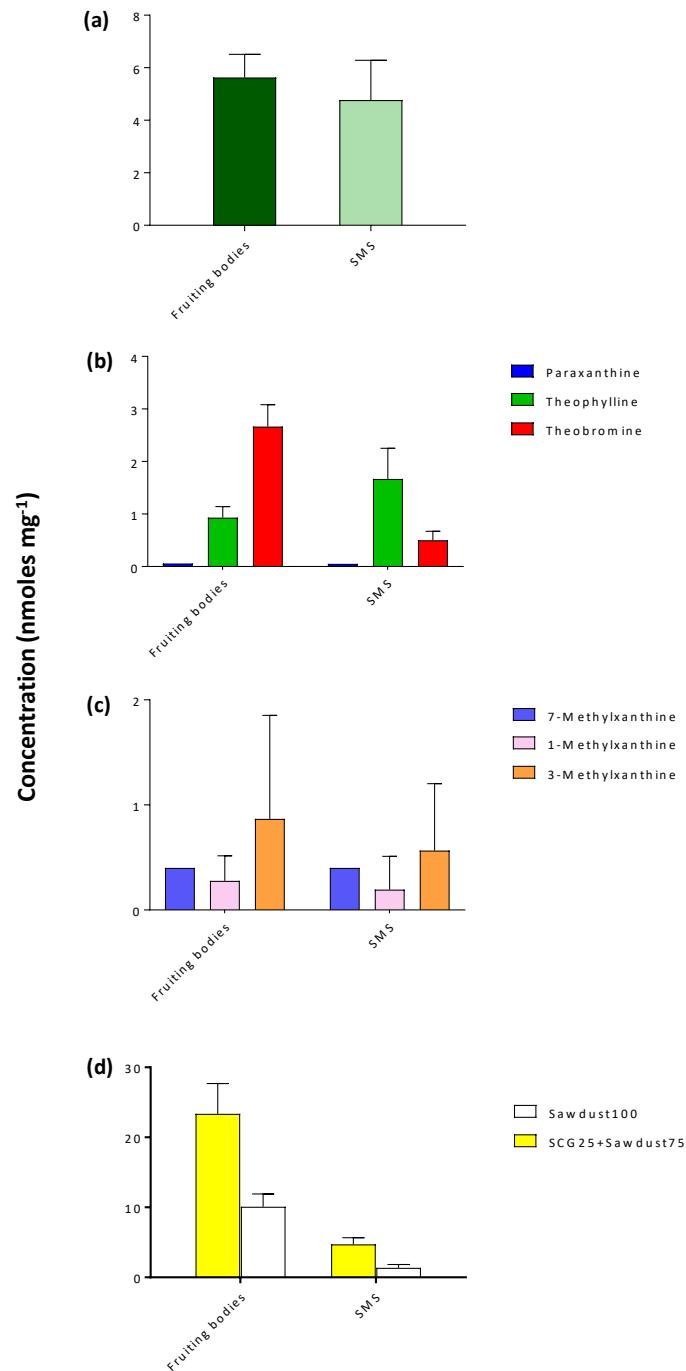 (a)
8
6
4
2
0
Fruiting bodies
SMS
(b)
4
3
2
1
0
Fruiting bodies
SMS
Paraxanthine
Theophylline
Theobromine
Concentration (nmoles mg-1)
(c)
2
1
0
Fruiting bodies
SMS
7-Methylxanthine
1-Methylxanthine
3-Methylxanthine
(d)
30
20
10
0
Fruiting bodies
SMS
Sawdust100
SCG25+Sawdust75